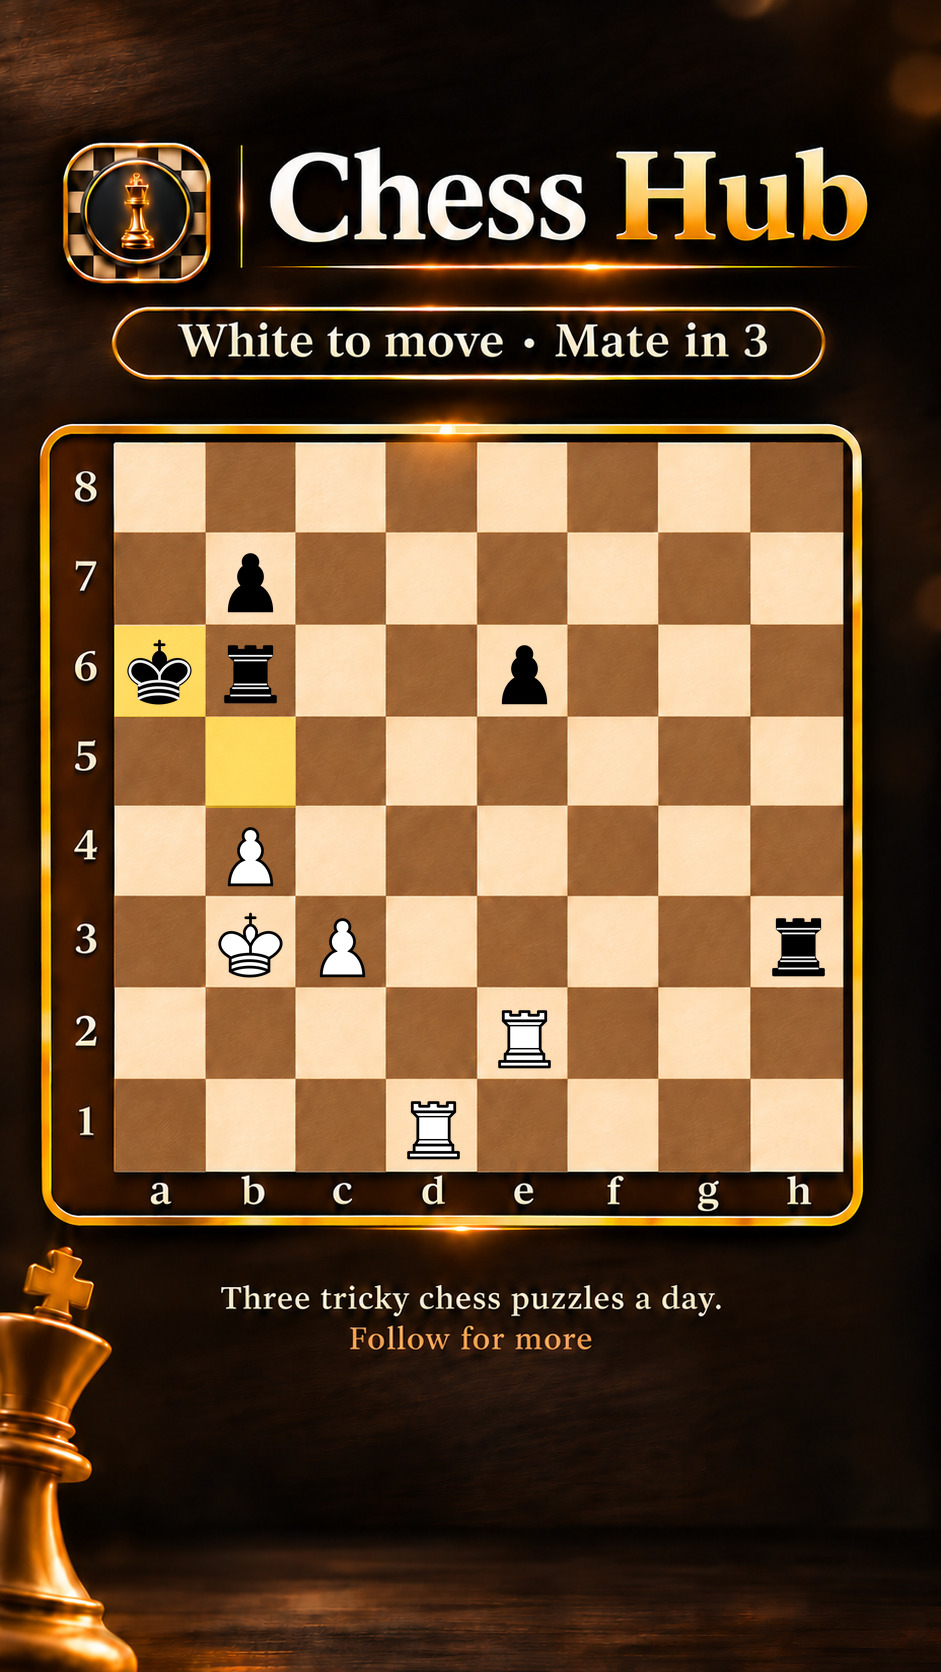 Chess Hub
White to move • Mate in 3
8
7
6
5
4
3
2
1
a b c d e f g h
Three tricky chess puzzles a day.
Follow for more